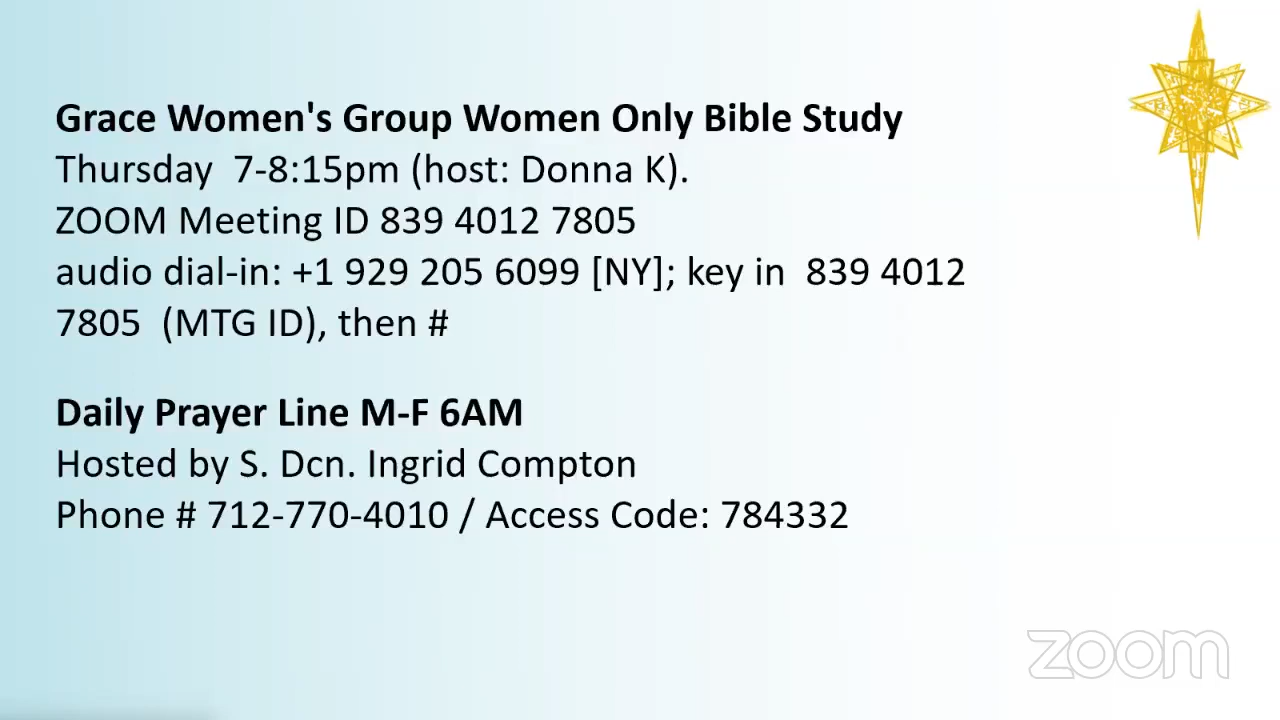 Grace Women's Group Women Only Bible Study
Thursday  7-8:15pm (host: Donna K).
ZOOM Meeting ID 839 4012 7805
audio dial-in: +1 929 205 6099 [NY]; key in  839 4012
7805  (MTG ID), then #
Daily Prayer Line M-F 6AM
Hosted by S. Dcn. Ingrid Compton
Phone # 712-770-4010 / Access Code: 784332
zoom